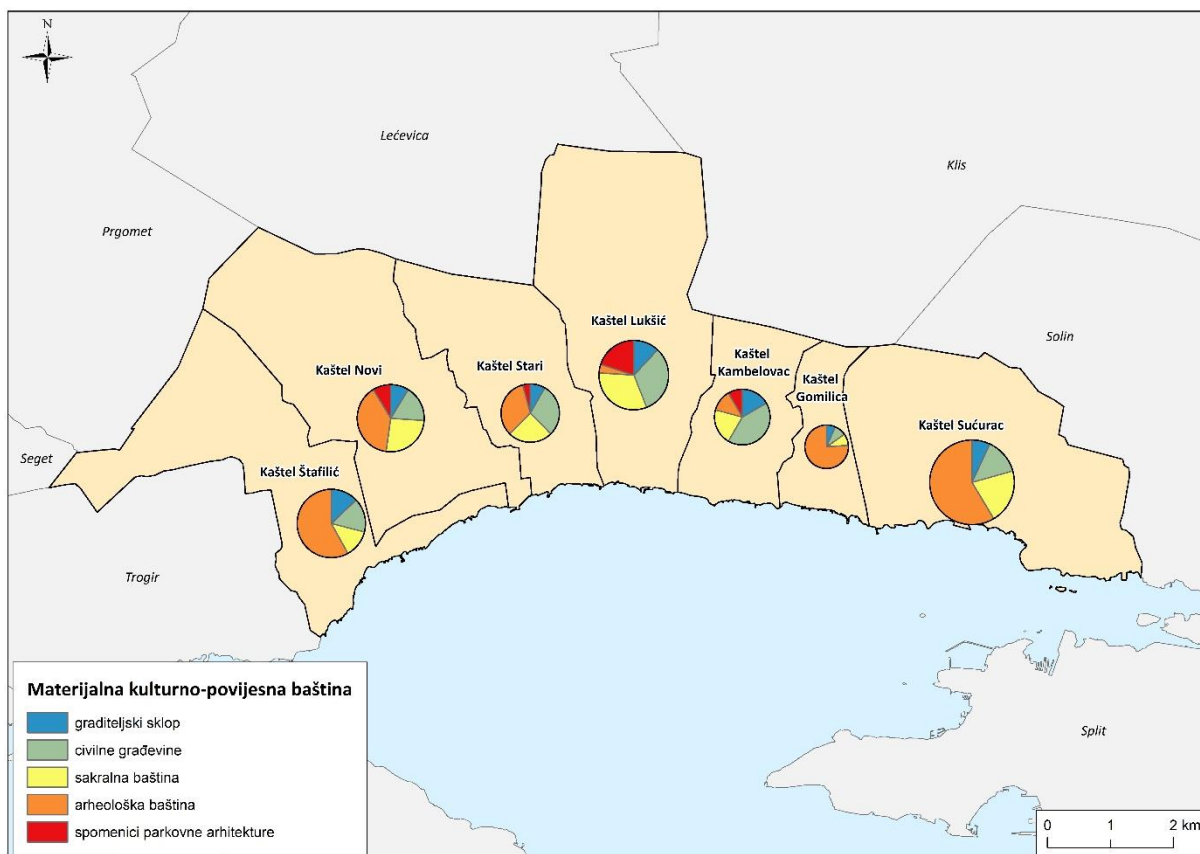 N
Lećevica
Klis
Prgomet
Solin
Kaštel Lukšić
Kaštel Novi
Kaštel Stari
Kaštel
Kambelovac
Kaštel
Gomilica
Kaštel Sućurac
Seget
Kaštel Štafilić
Trogir
Split
Materijalna kulturno-povijesna baština
graditeljski sklop
civilne građevine
sakralna baština
arheološka baština
spomenici parkovne arhitekture
0 1 2 km